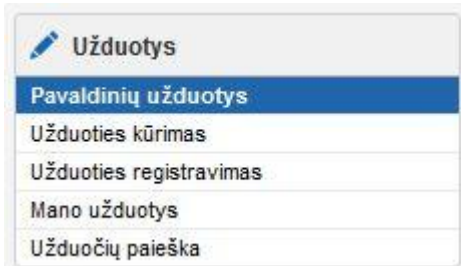 Užduotys
Pavaldinių užduotys
Užduoties kūrimas
Užduoties registravimas
Mano užduotys
Užduočių paieška